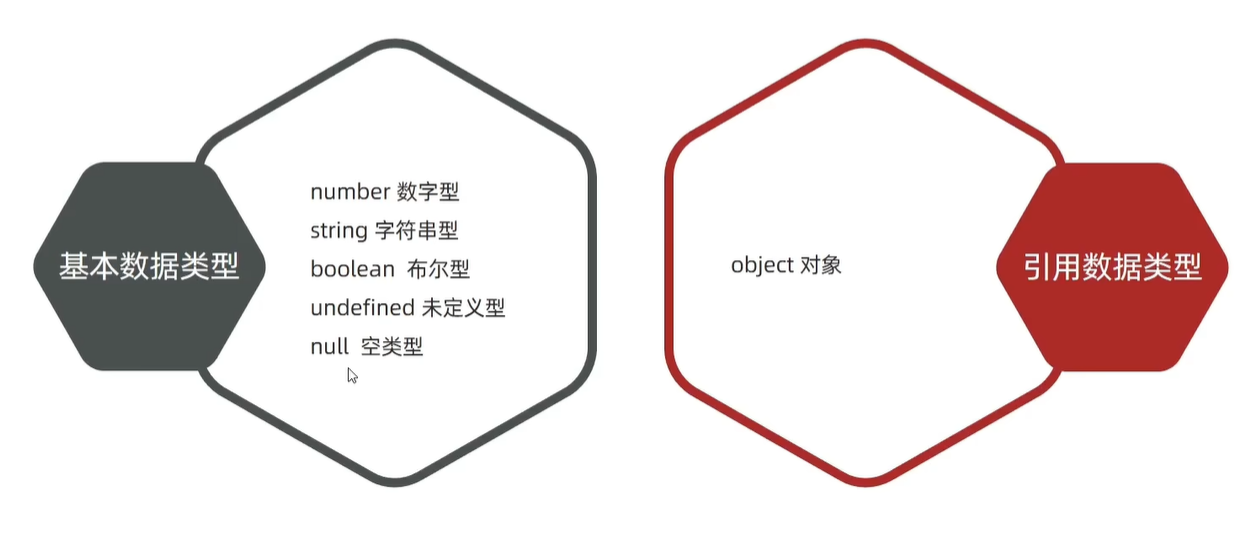 基本数据类型
number 数字型
string 字符串型
boolean 布尔型
undefined 未定义型
null 空类型
object 对象
引用数据类型